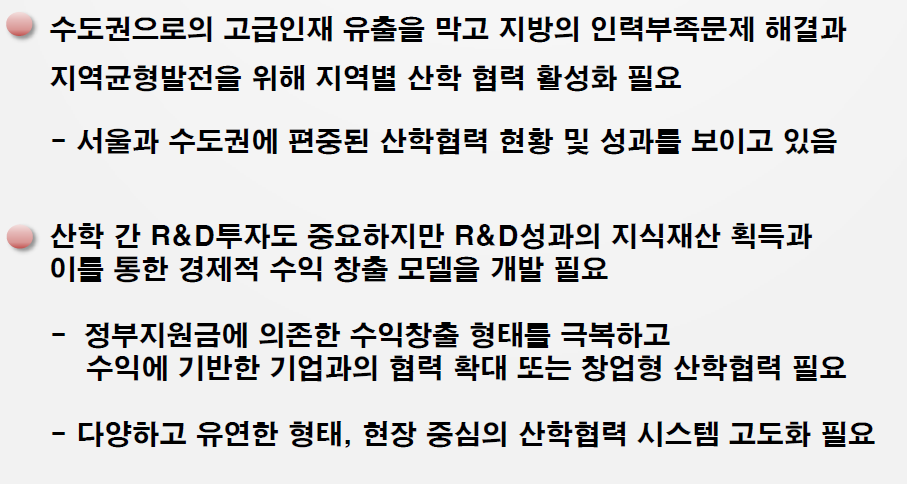 수도권으로의 고급인재 유출을 막고 지방의 인력부족문제 해결과
지역균형발전을 위해 지역별 산학 협력 활성화 필요
- 서울과 수도권에 편중된 산학협력 현황 및 성과를 보이고 있음
산학 간 R&D투자도 중요하지만 R&D성과의 지식재산 획득과
이를 통한 경제적 수익 창출 모델을 개발 필요
- 정부지원금에 의존한 수익창출 형태를 극복하고
수익에 기반한 기업과의 협력 확대 또는 창업형 산학협력 필요
- 다양하고 유연한 형태, 현장 중심의 산학협력 시스템 고도화 필요